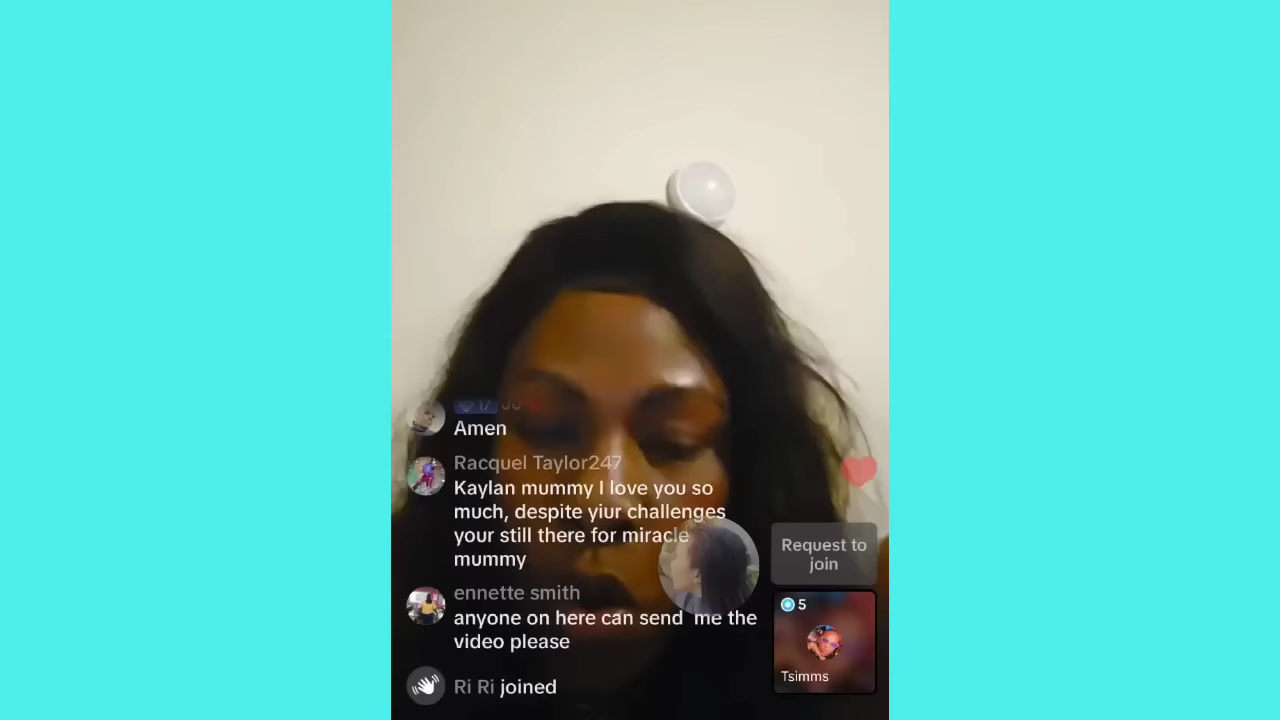 17
Amen
Racquel Taylor247
Kaylan mummy I love you so
much, despite yiur challenges
your still there for miracle
mummy
ennette smith
anyone on here can send me the
video please
Ri Ri joined
Request to
join
5
Tsimms